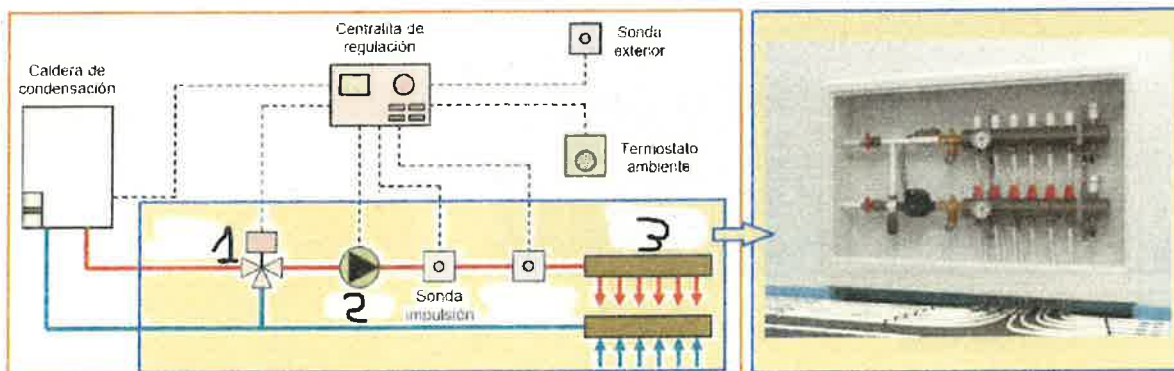 Caldera de
condensación
Centralita de
regulación
Sonda
exterior
Termostato
ambiente
1
2
Sonda
impulsión
3